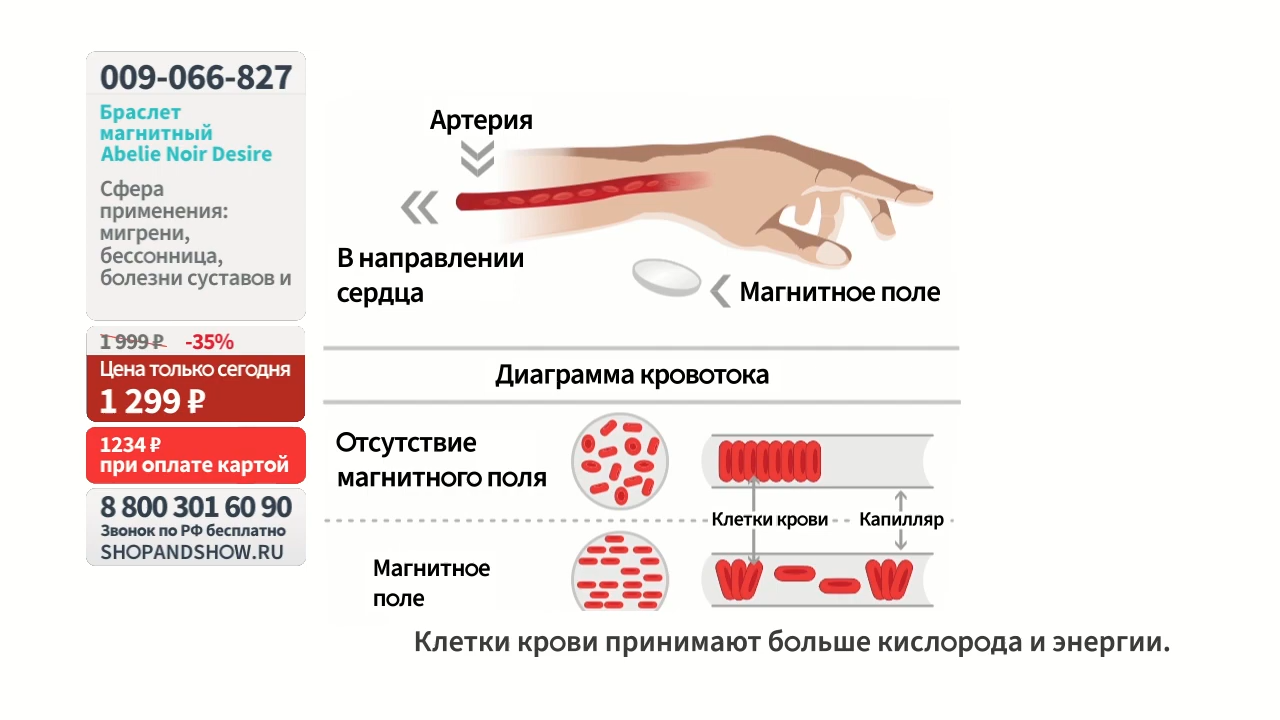 009-066-827
Браслет
магнитный
Abelie Noir Desire
Сфера
применения:
мигрени,
бессонница,
болезни суставов и
1 999 ₽ -35%
Цена только сегодня
1 299 ₽
1234 ₽
при оплате картой
8 800 301 60 90
Звонок по РФ бесплатно
SHOPANDSHOW.RU
Артерия
В направлении
сердца
Магнитное поле
Диаграмма кровотока
Отсутствие
магнитного поля
Клетки крови
Капилляр
Магнитное
поле
Клетки крови принимают больше кислорода и энергии.